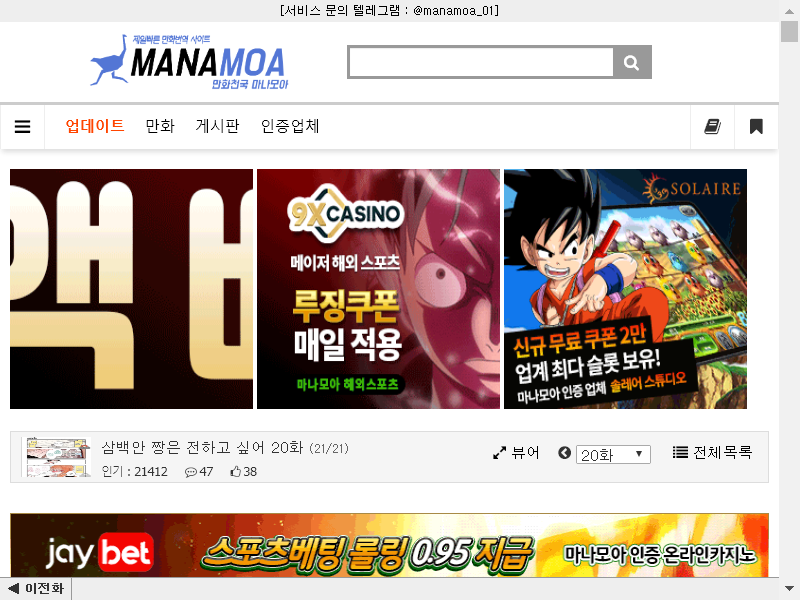 [서비스 문의 텔레그램 : @manamoa_01]
제일빠른 만화번역 사이트
MANAMOA
만화천국 마나모아
업데이트 만화 게시판 인증업체
액
9X CASINO
메이저 해외 스포츠
루징쿠폰
매일 적용
마나모아 해외스포츠
SOLAIRE
신규 무료 쿠폰 2만
업계 최다 슬롯 보유!
마나모아 인증 업체 솔레어 스튜디오
삼백안 짱은 전하고 싶어 20화 (21/21)
인기 : 21412 47 38
뷰어 20화 전체목록
jaybet 스포츠베팅 롤링 0.95 지급 마나모아 인증 온라인카지노
이전화